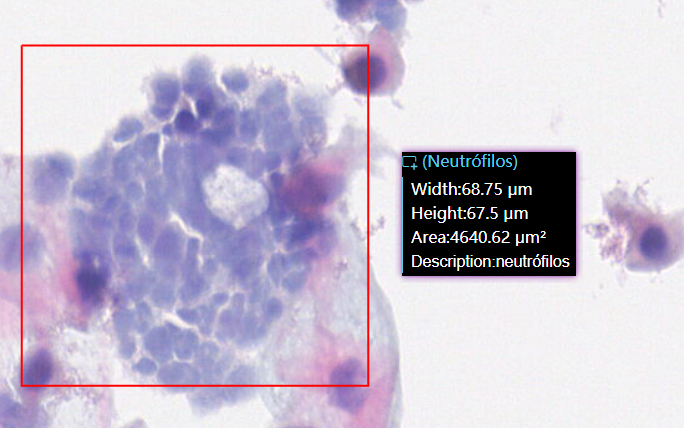 (Neutrófilos)
Width:68.75 µm
Height:67.5 µm
Area:4640.62 µm²
Description:neutrófilos